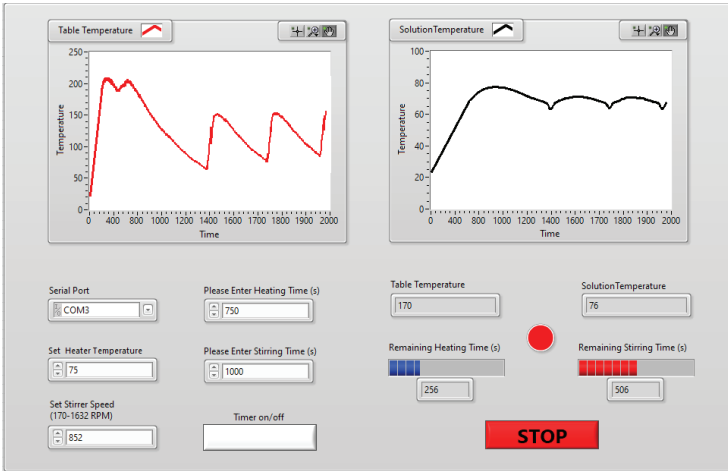 Table Temperature
Temperature
250
200
150
100
50
0
0 400 600 800 1000 1200 1400 1400 1600 1800 2000
Time
SolutionTemperature
Temperature
100
80
60
40
20
0
0 400 600 800 1000 1200 1400 1400 1600 1800 2000
Time
Serial Port
COM3
Please Enter Heating Time (s)
750
Table Temperature
170
SolutionTemperature
76
Set Heater Temperature
75
Please Enter Stirring Time (s)
1000
Remaining Heating Time (s)
256
Remaining Stirring Time (s)
506
Set Stirrer Speed
(170-1632 RPM)
852
Timer on/off
STOP